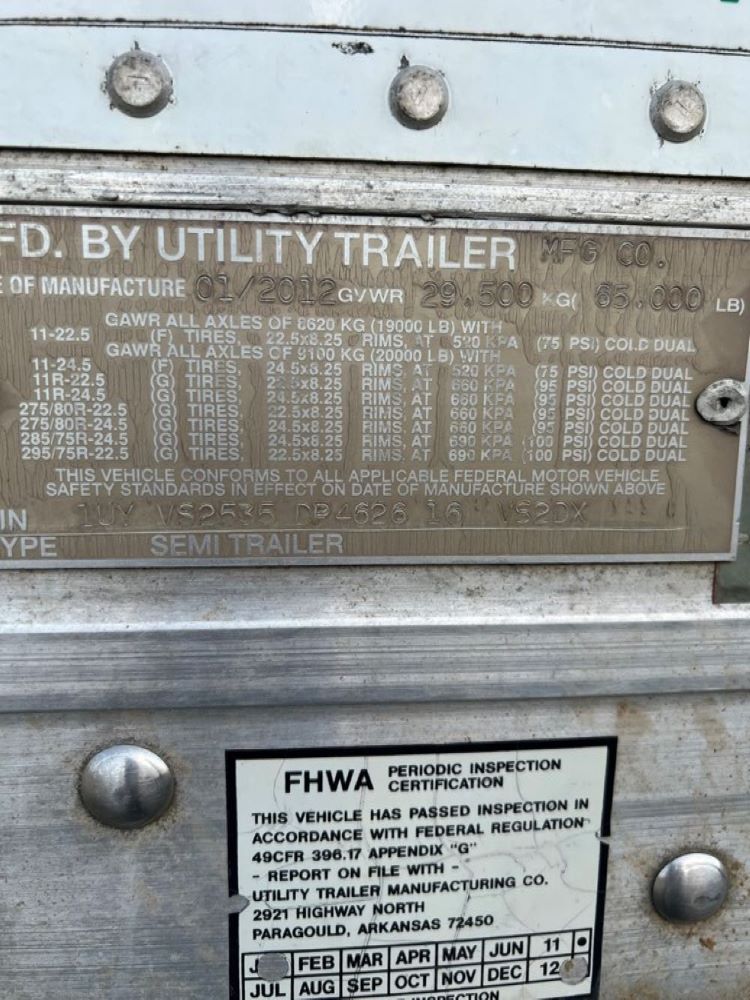 FD. BY UTILITY TRAILER MFG CO.
E OF MANUFACTURE 01/2012 GVWR 29,500 KG( 65,000 LB)
GAWR ALL AXLES OF 8620 KG (19000 LB) WITH
11-22.5 (F) TIRES, 22.5x8.25 RIMS, AT 520 KPA (75 PSI) COLD DUAL
GAWR ALL AXLES OF 9100 KG (20000 LB) WITH
11-24.5 (F) TIRES, 24.5x8.25 RIMS, AT 520 KPA (75 PSI) COLD DUAL
11R-22.5 (G) TIRES, 22.5x8.25 RIMS, AT 660 KPA (95 PSI) COLD DUAL
11R-24.5 (G) TIRES, 24.5x8.25 RIMS, AT 660 KPA (95 PSI) COLD DUAL
275/80R-22.5 (G) TIRES, 22.5x8.25 RIMS, AT 660 KPA (95 PSI) COLD DUAL
275/80R-24.5 (G) TIRES, 24.5x8.25 RIMS, AT 660 KPA (95 PSI) COLD DUAL
285/75R-24.5 (G) TIRES, 24.5x8.25 RIMS, AT 690 KPA (100 PSI) COLD DUAL
295/75R-22.5 (G) TIRES, 22.5x8.25 RIMS, AT 690 KPA (100 PSI) COLD DUAL
THIS VEHICLE CONFORMS TO ALL APPLICABLE FEDERAL MOTOR VEHICLE
SAFETY STANDARDS IN EFFECT ON DATE OF MANUFACTURE SHOWN ABOVE
IN 1UY VS2535 DP4626 16 VS2DX
YPE SEMI TRAILER
FHWA PERIODIC INSPECTION
CERTIFICATION
THIS VEHICLE HAS PASSED INSPECTION IN
ACCORDANCE WITH FEDERAL REGULATION
49CFR 396.17 APPENDIX "G"
- REPORT ON FILE WITH -
UTILITY TRAILER MANUFACTURING CO.
2921 HIGHWAY NORTH
PARAGOULD, ARKANSAS 72450
J FEB MAR APR MAY JUN 11
JUL AUG SEP OCT NOV DEC 12
INSPECTION